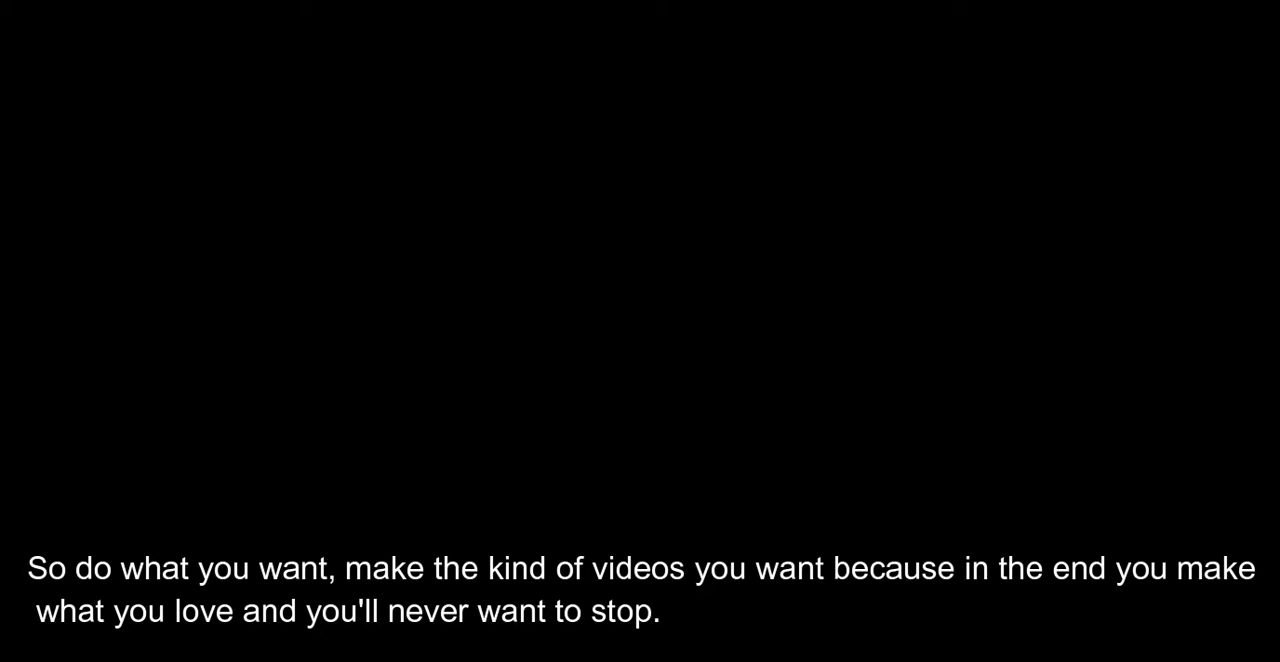 So do what you want, make the kind of videos you want because in the end you make
what you love and you'll never want to stop.